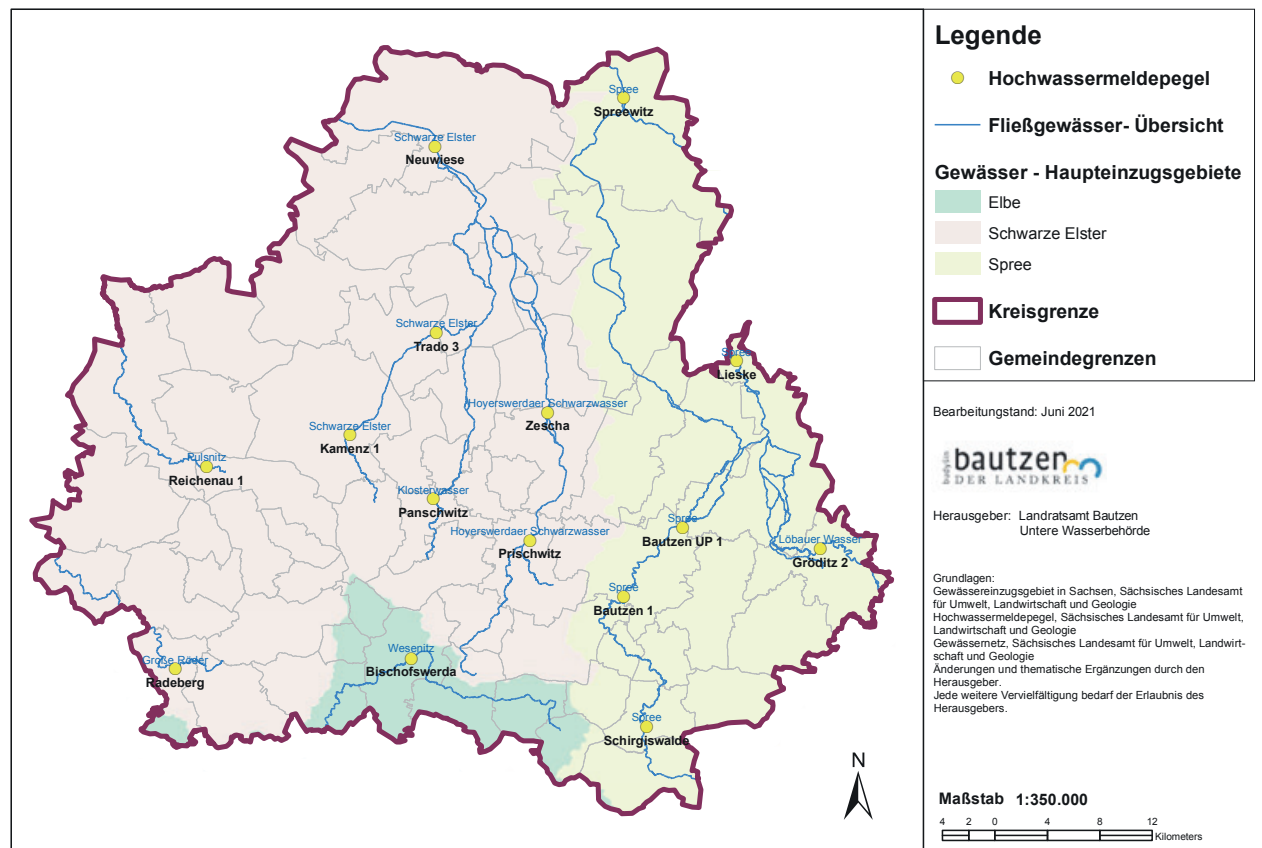 Spree
Spreewitz
Schwarze Elster
Neuwiese
Schwarze Elster
Trado 3
Spree
Lieske
Hoyerswerdaer Schwarzwasser
Zescha
Schwarze Elster
Kamenz 1
Pulsnitz
Reichenau 1
Klosterwasser
Panschwitz
Hoyerswerdaer Schwarzwasser
Prischwitz
Spree
Bautzen UP 1
Löbauer Wasser
Gröditz 2
Spree
Bautzen 1
Wesenitz
Bischofswerda
Große Röder
Radeberg
Spree
Schirgiswalde
N
Legende
Hochwassermeldepegel
Fließgewässer- Übersicht
Gewässer - Haupteinzugsgebiete
Elbe
Schwarze Elster
Spree
Kreisgrenze
Gemeindegrenzen
Bearbeitungstand: Juni 2021
budyšin
bautzen
DER LANDKREIS
Herausgeber: Landratsamt Bautzen
Untere Wasserbehörde
Grundlagen:
Gewässereinzugsgebiet in Sachsen, Sächsisches Landesamt
für Umwelt, Landwirtschaft und Geologie
Hochwassermeldepegel, Sächsisches Landesamt für Umwelt,
Landwirtschaft und Geologie
Gewässernetz, Sächsisches Landesamt für Umwelt, Landwirt-
schaft und Geologie
Änderungen und thematische Ergänzungen durch den
Herausgeber.
Jede weitere Vervielfältigung bedarf der Erlaubnis des
Herausgebers.
Maßstab 1:350.000
4 2 0 4 8 12
Kilometers